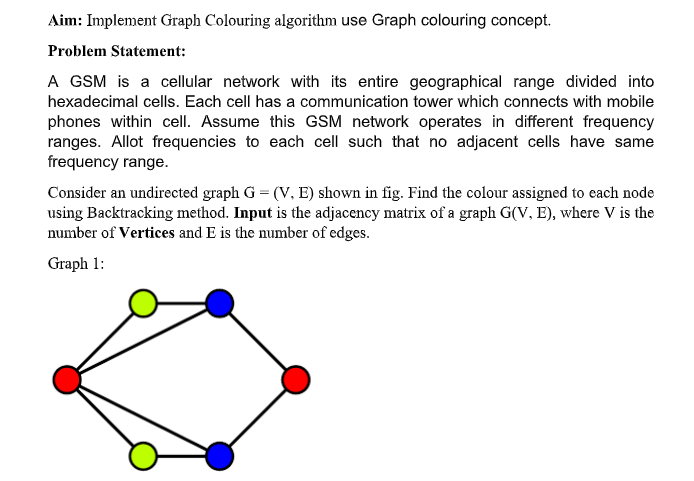 Aim: Implement Graph Colouring algorithm use Graph colouring concept.
Problem Statement:
A GSM is a cellular network with its entire geographical range divided into
hexadecimal cells. Each cell has a communication tower which connects with mobile
phones within cell. Assume this GSM network operates in different frequency
ranges. Allot frequencies to each cell such that no adjacent cells have same
frequency range.
Consider an undirected graph G = (V, E) shown in fig. Find the colour assigned to each node
using Backtracking method. Input is the adjacency matrix of a graph G(V, E), where V is the
number of Vertices and E is the number of edges.
Graph 1: